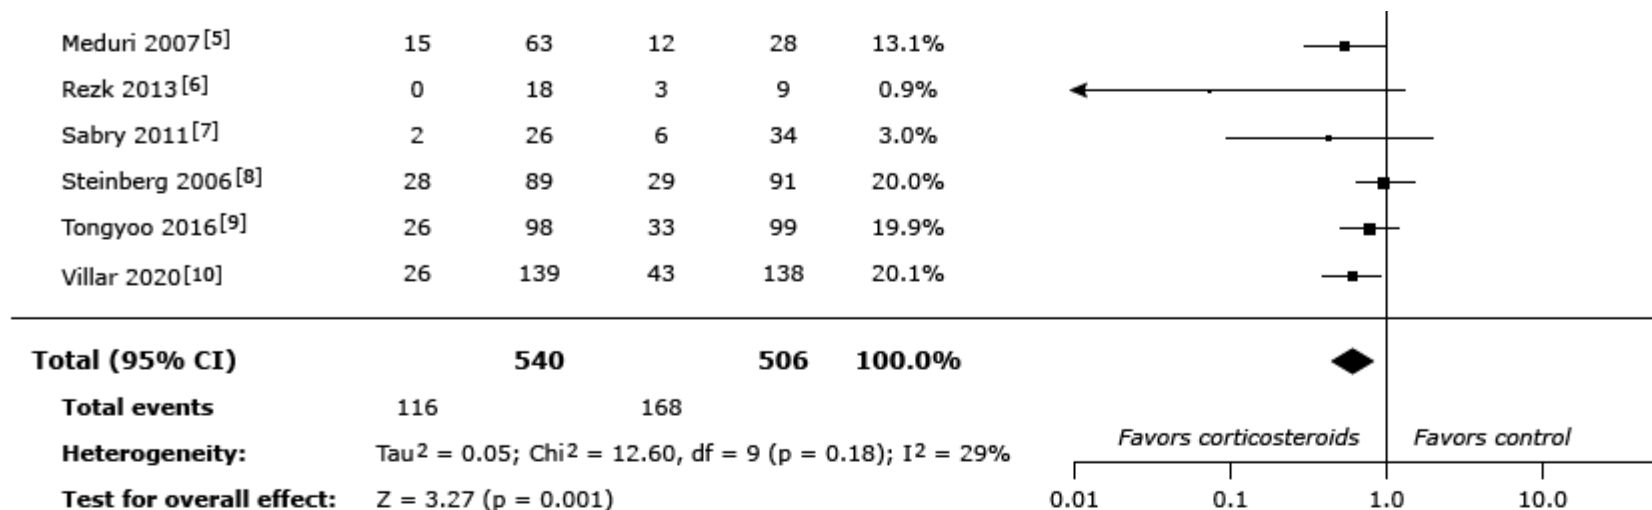 Meduri 2007[5] 15 63 12 28 13.1%
Rezk 2013[6] 0 18 3 9 0.9%
Sabry 2011[7] 2 26 6 34 3.0%
Steinberg 2006[8] 28 89 29 91 20.0%
Tongyoo 2016[9] 26 98 33 99 19.9%
Villar 2020[10] 26 139 43 138 20.1%
Total (95% CI) 540 506 100.0%
Total events 116 168
Favors corticosteroids Favors control
Heterogeneity: Tau² = 0.05; Chi² = 12.60, df = 9 (p = 0.18); I² = 29%
Test for overall effect: Z = 3.27 (p = 0.001)
0.01 0.1 1.0 10.0